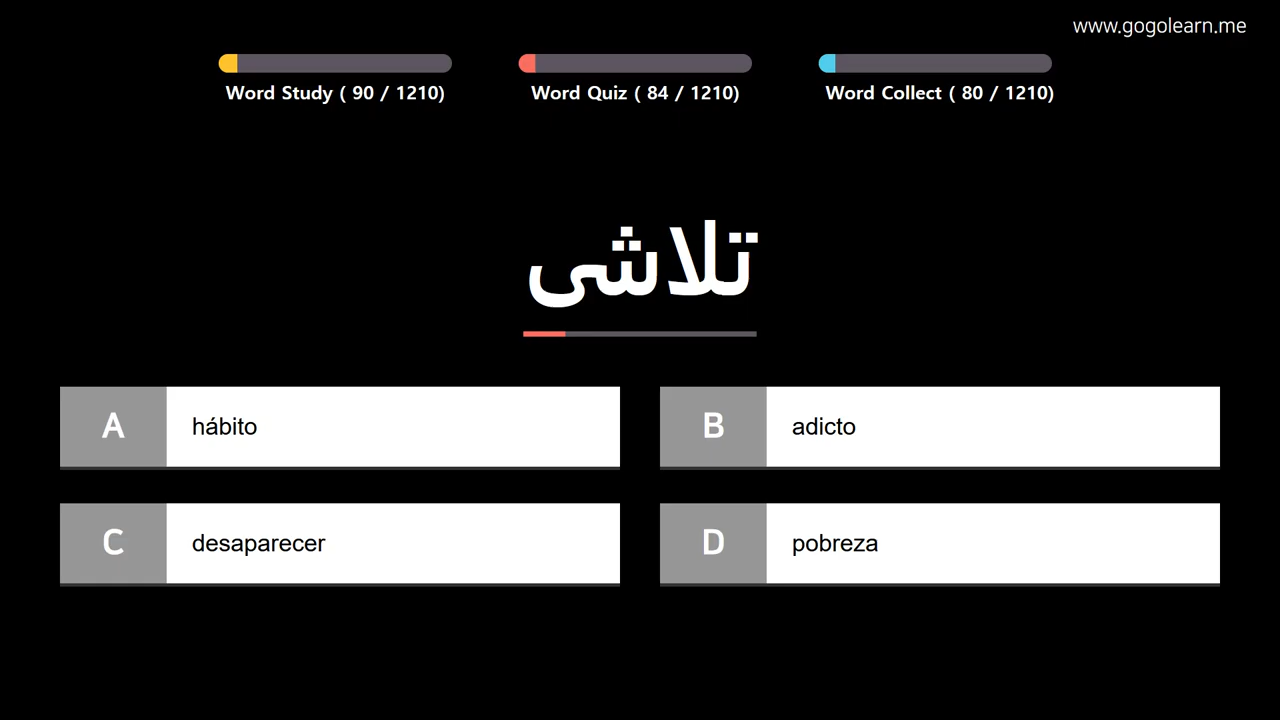 www.gogolearn.me
Word Study ( 90 / 1210)
Word Quiz ( 84 / 1210)
Word Collect ( 80 / 1210)
تلاشى
A hábito
B adicto
C desaparecer
D pobreza